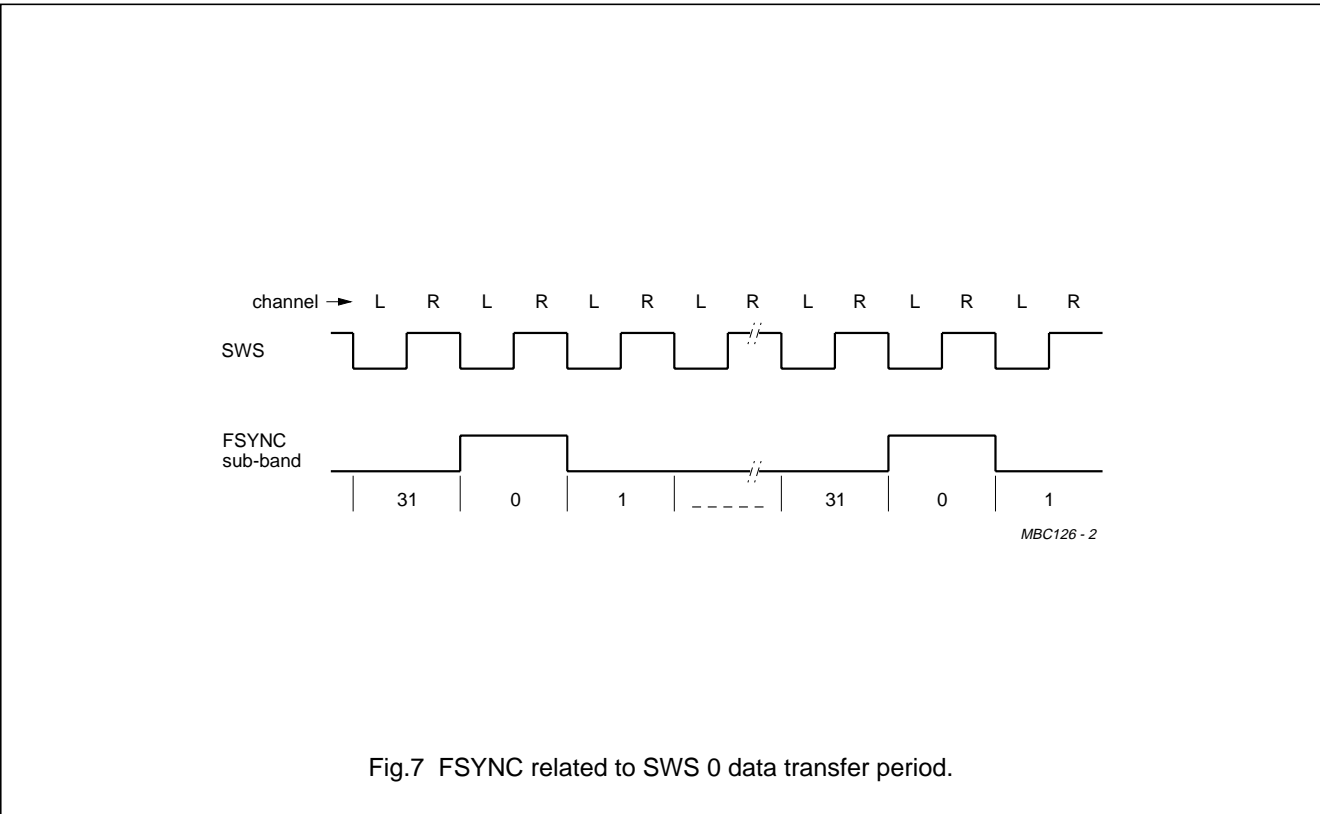 channel L R L R L R L R L R L R L R
SWS
FSYNC
sub-band
31 0 1 _ _ _ _ _ 31 0 1
MBC126 - 2
Fig.7 FSYNC related to SWS 0 data transfer period.